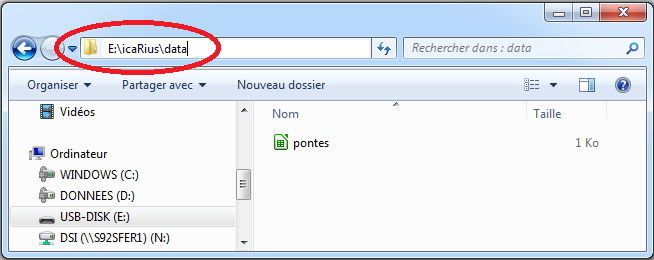 E:\icaRius\data
Rechercher dans : data
Organiser
Partager avec
Nouveau dossier
Vidéos
Ordinateur
WINDOWS (C:)
DONNEES (D:)
USB-DISK (E:)
DSI (\\S92SFER1) (N:)
Nom
Taille
pontes
1 Ko